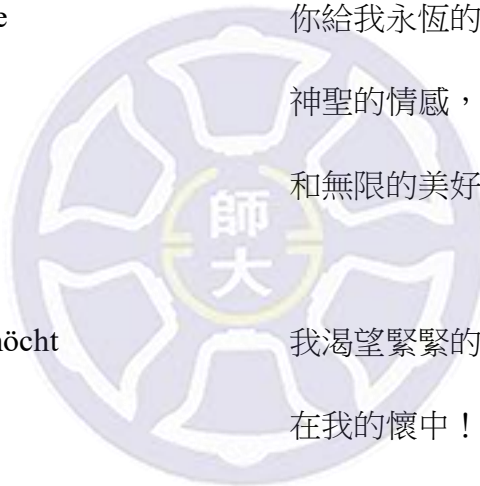 e 你給我永恆的
神聖的情感，
和無限的美好
師
大
nöcht 我渴望緊緊的
在我的懷中！